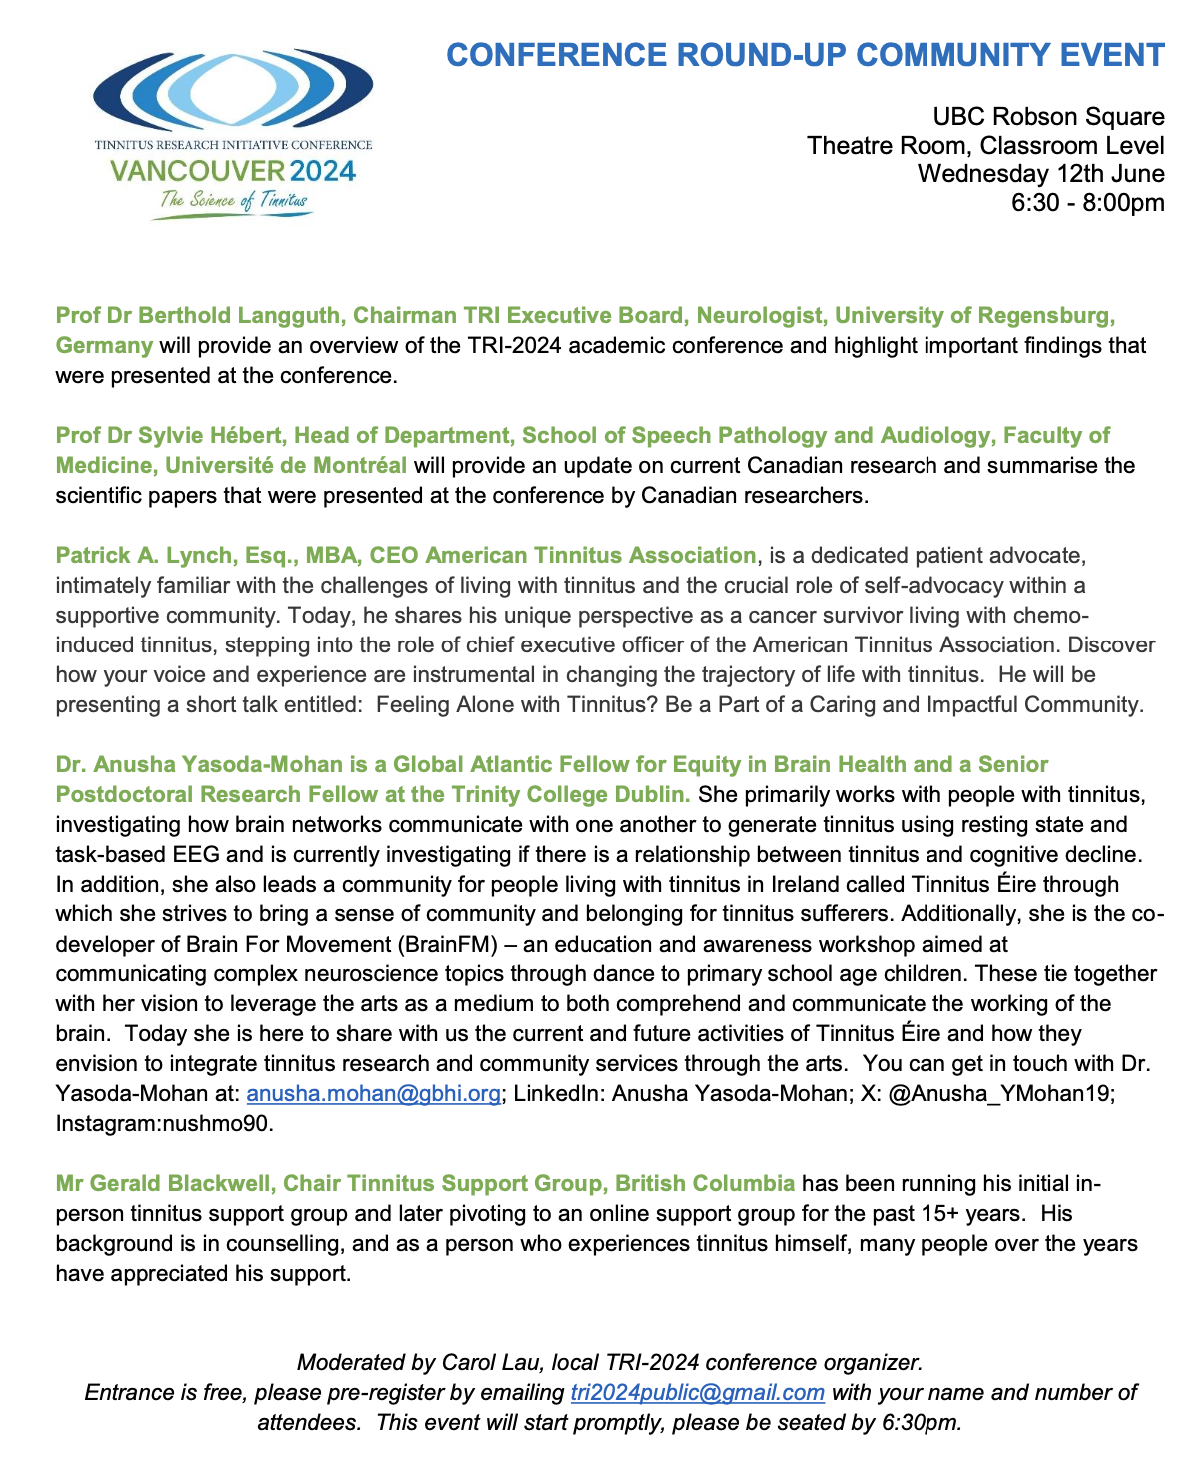 TINNITUS RESEARCH INITIATIVE CONFERENCE
VANCOUVER 2024
The Science of Tinnitus
CONFERENCE ROUND-UP COMMUNITY EVENT
UBC Robson Square
Theatre Room, Classroom Level
Wednesday 12th June
6:30 - 8:00pm
Prof Dr Berthold Langguth, Chairman TRI Executive Board, Neurologist, University of Regensburg,
Germany will provide an overview of the TRI-2024 academic conference and highlight important findings that
were presented at the conference.
Prof Dr Sylvie Hébert, Head of Department, School of Speech Pathology and Audiology, Faculty of
Medicine, Université de Montréal will provide an update on current Canadian research and summarise the
scientific papers that were presented at the conference by Canadian researchers.
Patrick A. Lynch, Esq., MBA, CEO American Tinnitus Association, is a dedicated patient advocate,
intimately familiar with the challenges of living with tinnitus and the crucial role of self-advocacy within a
supportive community. Today, he shares his unique perspective as a cancer survivor living with chemo-
induced tinnitus, stepping into the role of chief executive officer of the American Tinnitus Association. Discover
how your voice and experience are instrumental in changing the trajectory of life with tinnitus.  He will be
presenting a short talk entitled:  Feeling Alone with Tinnitus? Be a Part of a Caring and Impactful Community.
Dr. Anusha Yasoda-Mohan is a Global Atlantic Fellow for Equity in Brain Health and a Senior
Postdoctoral Research Fellow at the Trinity College Dublin. She primarily works with people with tinnitus,
investigating how brain networks communicate with one another to generate tinnitus using resting state and
task-based EEG and is currently investigating if there is a relationship between tinnitus and cognitive decline.
In addition, she also leads a community for people living with tinnitus in Ireland called Tinnitus Éire through
which she strives to bring a sense of community and belonging for tinnitus sufferers. Additionally, she is the co-
developer of Brain For Movement (BrainFM) – an education and awareness workshop aimed at
communicating complex neuroscience topics through dance to primary school age children. These tie together
with her vision to leverage the arts as a medium to both comprehend and communicate the working of the
brain.  Today she is here to share with us the current and future activities of Tinnitus Éire and how they
envision to integrate tinnitus research and community services through the arts.  You can get in touch with Dr.
Yasoda-Mohan at: anusha.mohan@gbhi.org; LinkedIn: Anusha Yasoda-Mohan; X: @Anusha_YMohan19;
Instagram:nushmo90.
Mr Gerald Blackwell, Chair Tinnitus Support Group, British Columbia has been running his initial in-
person tinnitus support group and later pivoting to an online support group for the past 15+ years.  His
background is in counselling, and as a person who experiences tinnitus himself, many people over the years
have appreciated his support.
Moderated by Carol Lau, local TRI-2024 conference organizer.
Entrance is free, please pre-register by emailing tri2024public@gmail.com with your name and number of
attendees.  This event will start promptly, please be seated by 6:30pm.